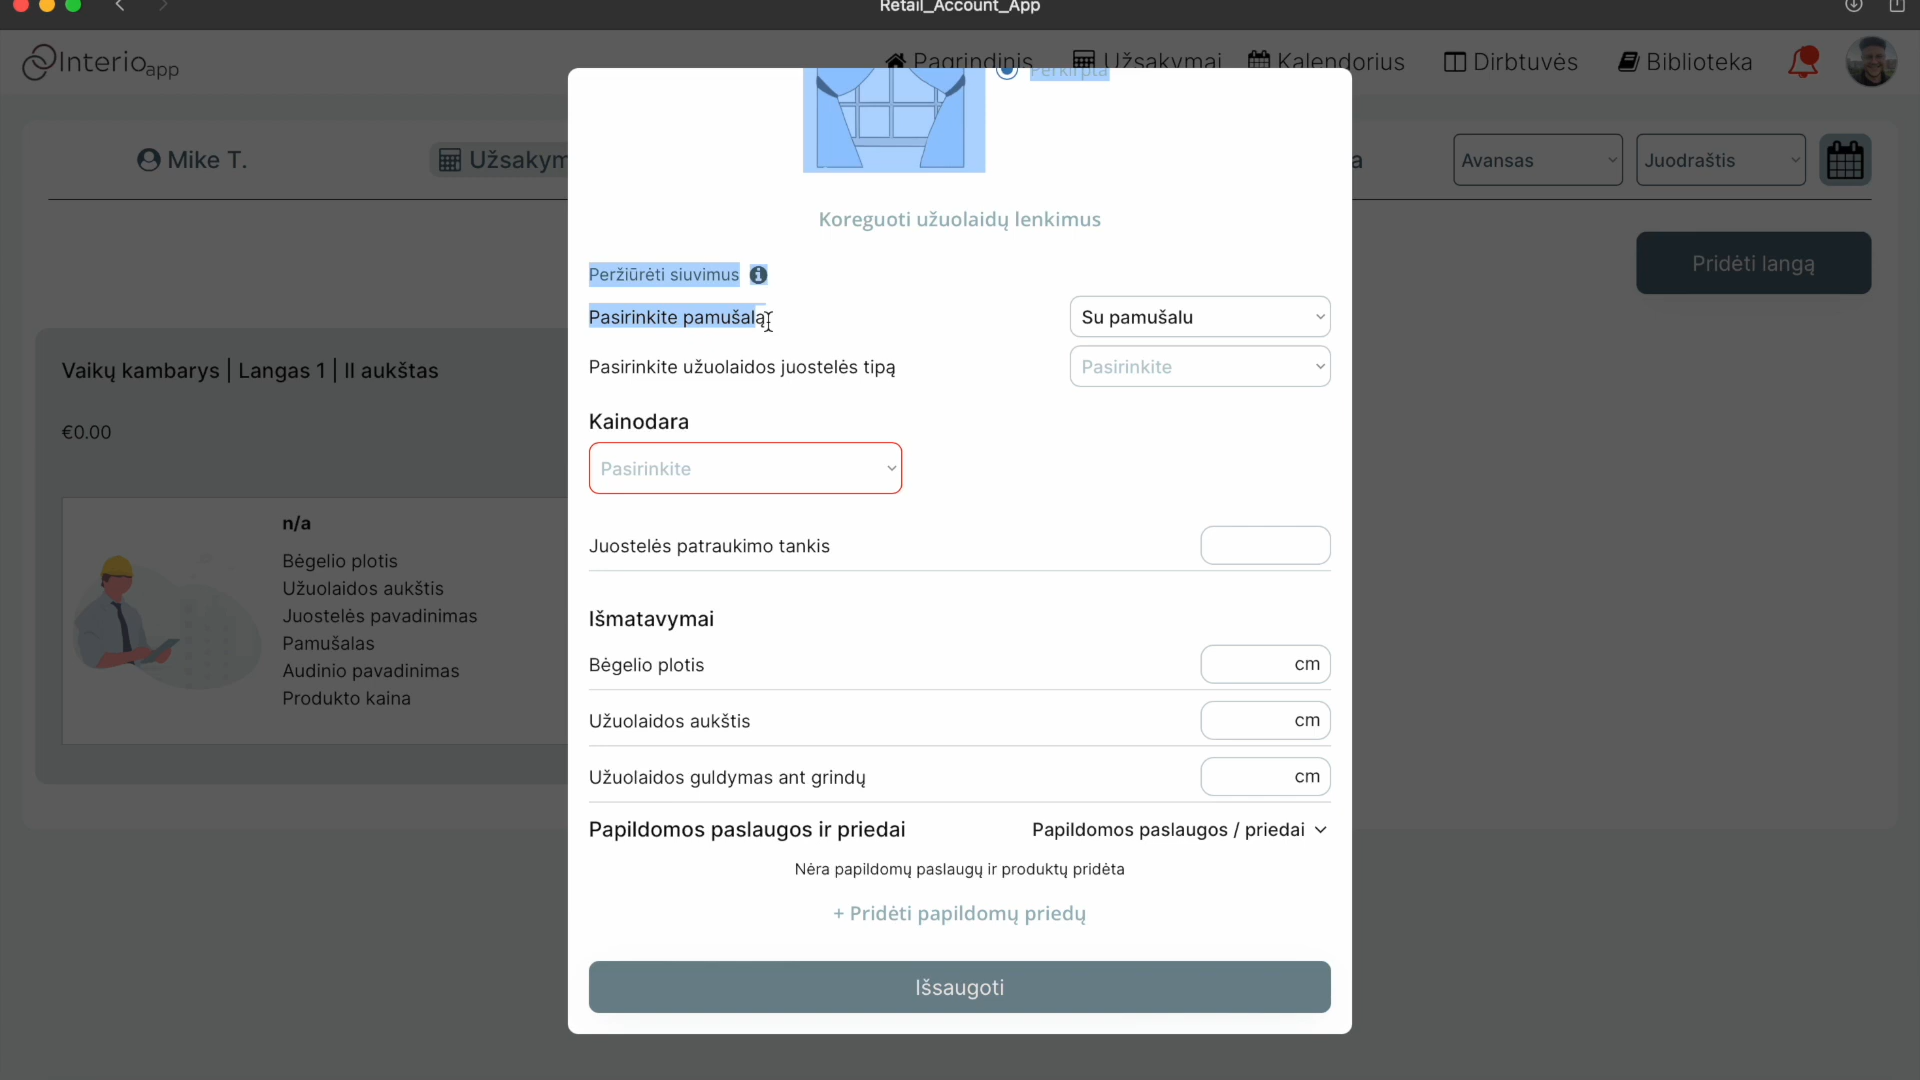 Retail_Account_App
Interioapp
Pagrindinis
Užsakymai
Kalendorius
Dirbtuvės
Biblioteka
Perkirpta
Mike T.
Avansas
Juodraštis
Koreguoti užuolaidų lenkimus
Pridėti langą
Peržiūrėti siuvimus
Pasirinkite pamušalą
Su pamušalu
Pasirinkite užuolaidos juostelės tipą
Pasirinkite
Vaikų kambarys | Langas 1 | II aukštas
€0.00
Kainodara
Pasirinkite
n/a
Bėgelio plotis
Užuolaidos aukštis
Juostelės pavadinimas
Pamušalas
Audinio pavadinimas
Produkto kaina
Juostelės patraukimo tankis
Išmatavymai
Bėgelio plotis
cm
Užuolaidos aukštis
cm
Užuolaidos guldymas ant grindų
cm
Papildomos paslaugos ir priedai
Papildomos paslaugos / priedai
Nėra papildomų paslaugų ir produktų pridėta
+ Pridėti papildomų priedų
Išsaugoti